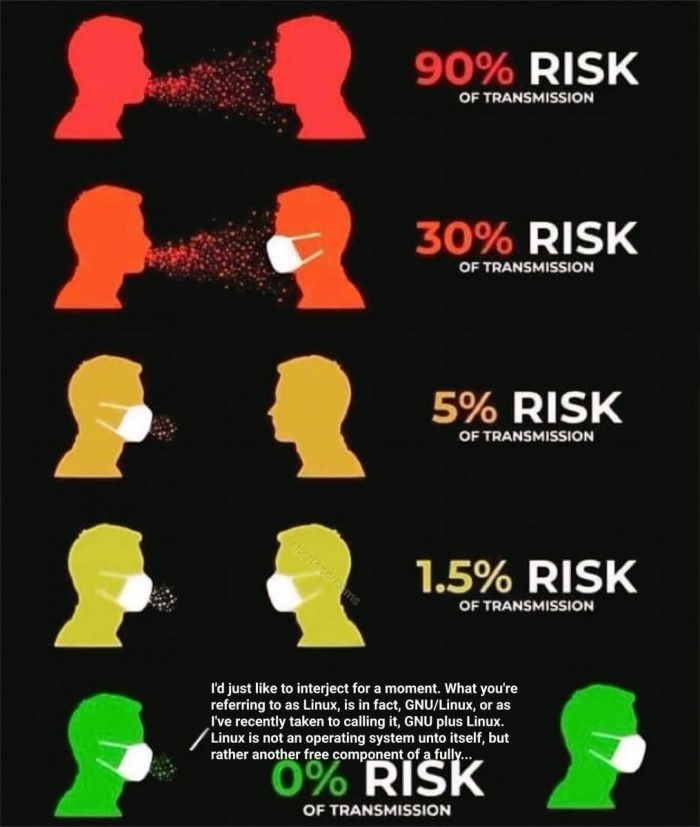 90% RISK
OF TRANSMISSION
30% RISK
OF TRANSMISSION
5% RISK
OF TRANSMISSION
1.5% RISK
OF TRANSMISSION
I'd just like to interject for a moment. What you're
referring to as Linux, is in fact, GNU/Linux, or as
I've recently taken to calling it, GNU plus Linux.
Linux is not an operating system unto itself, but
rather another free component of a fully...
0% RISK
OF TRANSMISSION